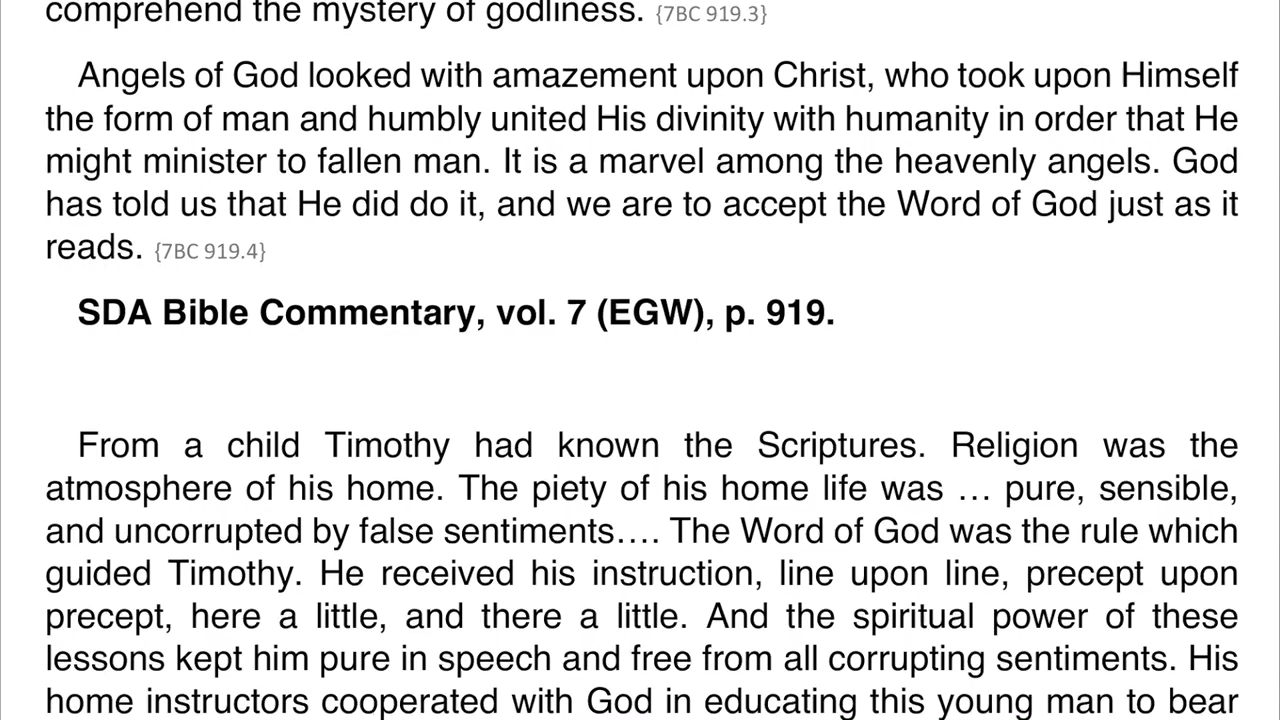 comprehend the mystery of godliness. {7BC 919.3}
Angels of God looked with amazement upon Christ, who took upon Himself
the form of man and humbly united His divinity with humanity in order that He
might minister to fallen man. It is a marvel among the heavenly angels. God
has told us that He did do it, and we are to accept the Word of God just as it
reads. {7BC 919.4}
SDA Bible Commentary, vol. 7 (EGW), p. 919.
From a child Timothy had known the Scriptures. Religion was the
atmosphere of his home. The piety of his home life was … pure, sensible,
and uncorrupted by false sentiments…. The Word of God was the rule which
guided Timothy. He received his instruction, line upon line, precept upon
precept, here a little, and there a little. And the spiritual power of these
lessons kept him pure in speech and free from all corrupting sentiments. His
home instructors cooperated with God in educating this young man to bear